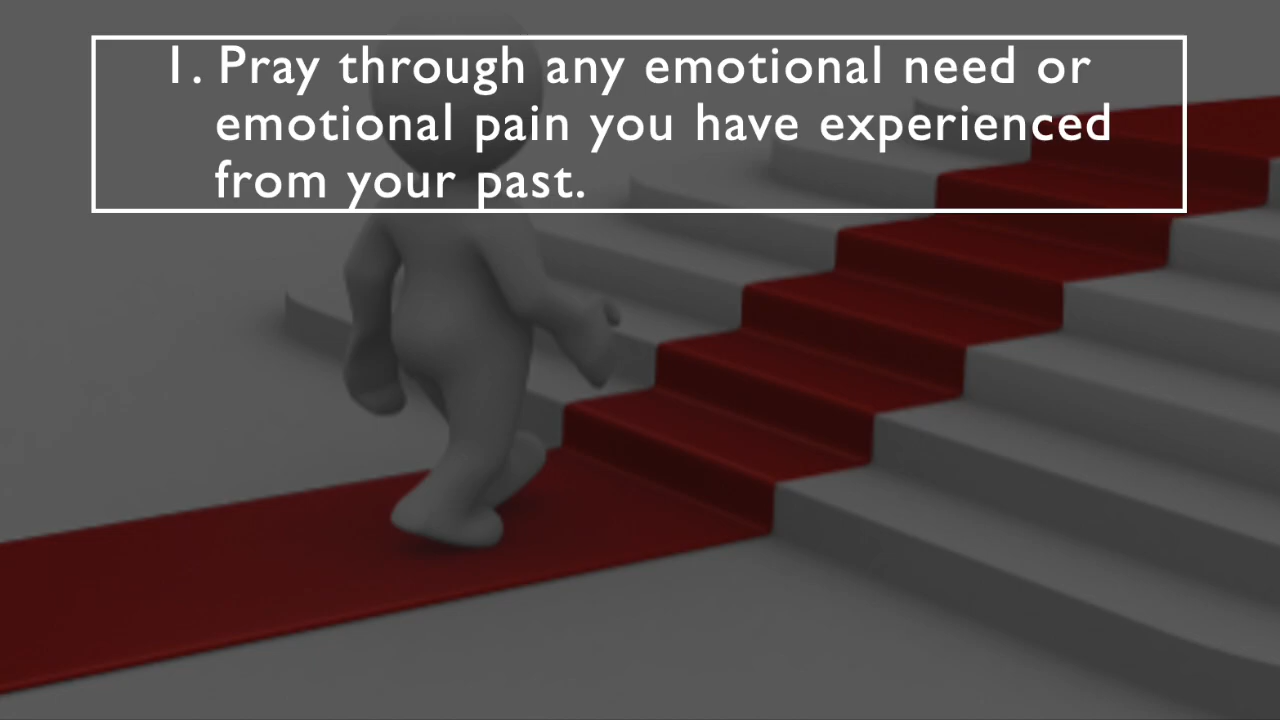 1. Pray through any emotional need or
emotional pain you have experienced
from your past.